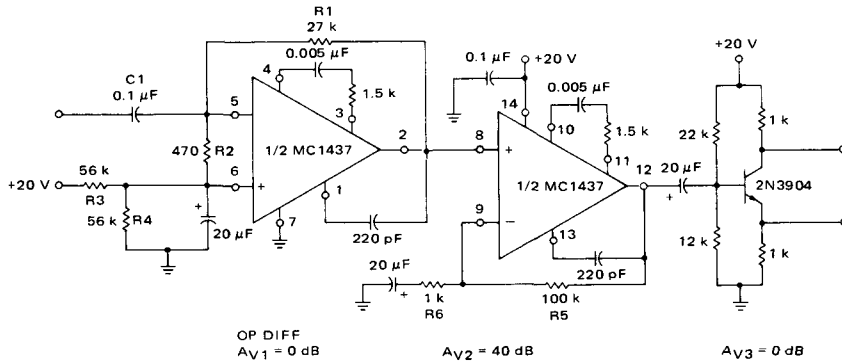 R1
27 k
0.005 µF
4
1.5 k
3
C1
0.1 µF
5
2
1/2 MC1437
470 R2
6
+
+20 V
56 k
R3
56 k
R4
+
20 µF
7
1
220 pF
0.1 µF
+20 V
14
0.005 µF
10
1.5 k
11
8
+
12
1/2 MC1437
9
−
13
220 pF
20 µF
+
1 k
R6
100 k
R5
20 µF
+
+20 V
22 k
1 k
2N3904
12 k
1 k
OP DIFF
AV1 = 0 dB
AV2 = 40 dB
AV3 = 0 dB